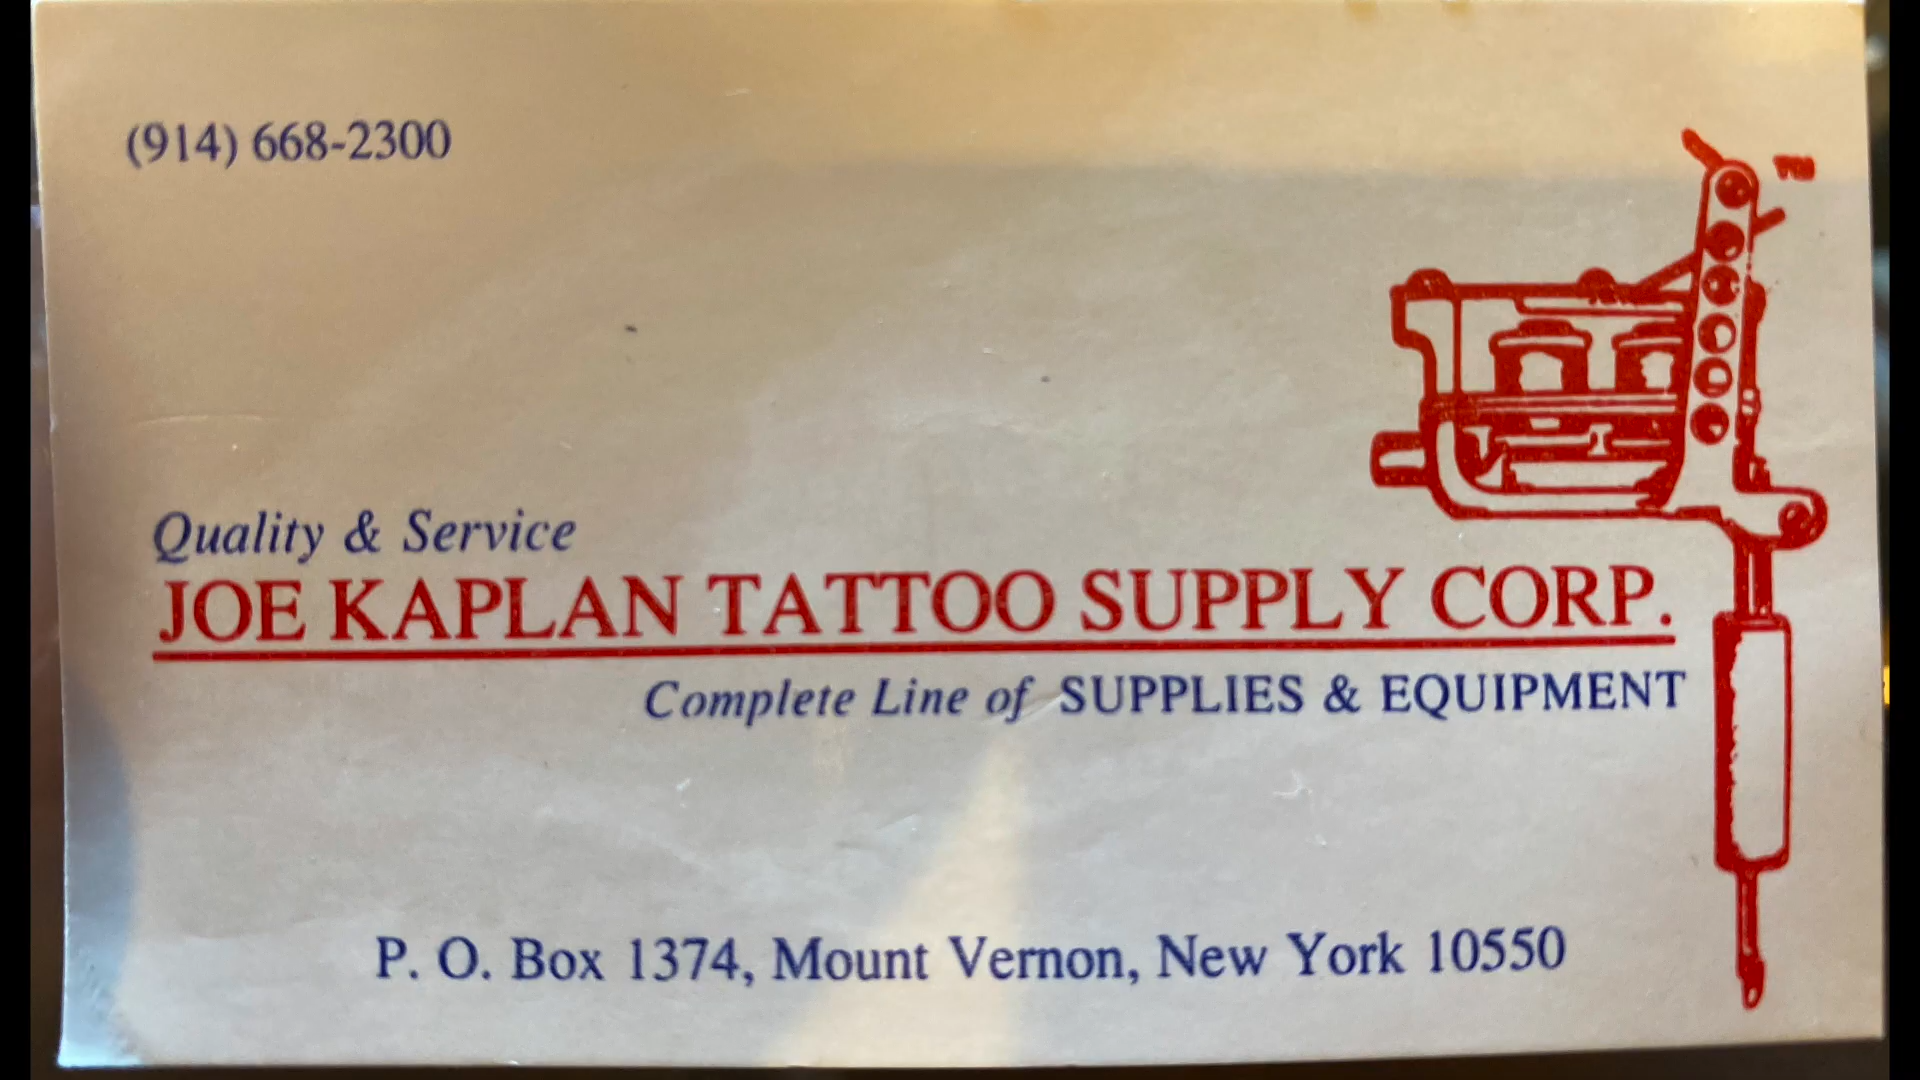 (914) 668-2300
TM
Quality & Service
JOE KAPLAN TATTOO SUPPLY CORP.
Complete Line of SUPPLIES & EQUIPMENT
P. O. Box 1374, Mount Vernon, New York 10550